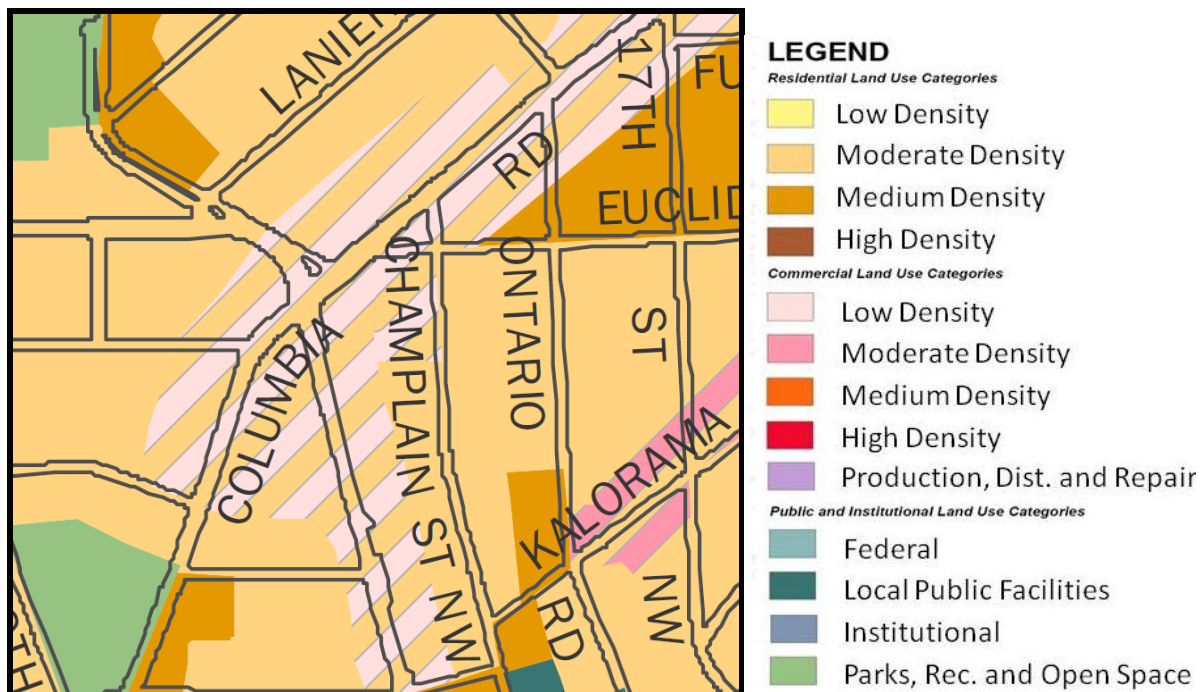 LANIER
17TH
FU
RD
EUCLID
CHAMPLAIN ST NW
ONTARIO
ST
COLUMBIA
KALORAMA
RD
NW
TH
LEGEND
Residential Land Use Categories
Low Density
Moderate Density
Medium Density
High Density
Commercial Land Use Categories
Low Density
Moderate Density
Medium Density
High Density
Production, Dist. and Repair
Public and Institutional Land Use Categories
Federal
Local Public Facilities
Institutional
Parks, Rec. and Open Space